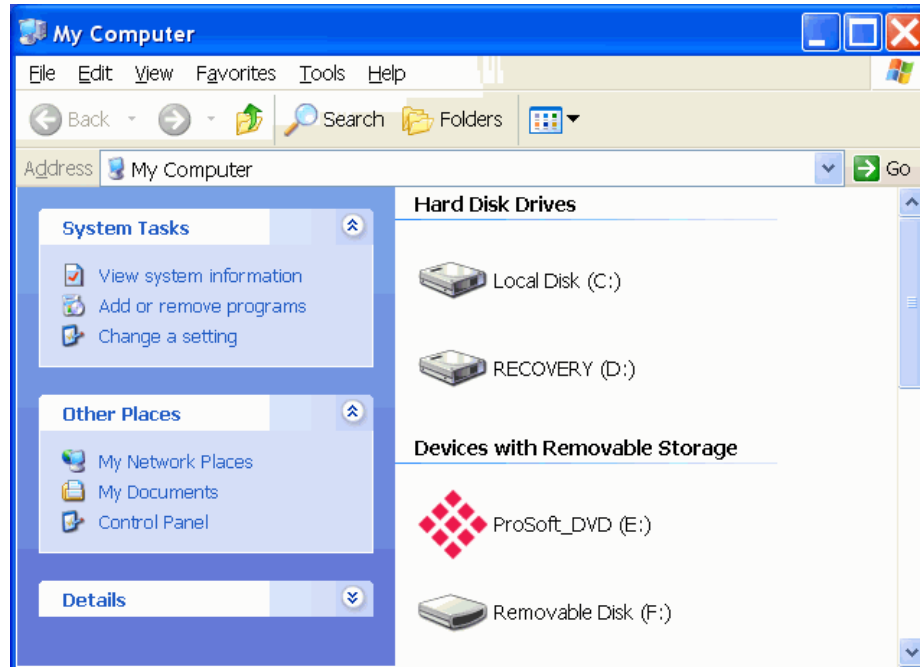 My Computer
File Edit View Favorites Tools Help
Back Search Folders
Address My Computer Go
System Tasks
View system information
Add or remove programs
Change a setting
Other Places
My Network Places
My Documents
Control Panel
Details
Hard Disk Drives
Local Disk (C:)
RECOVERY (D:)
Devices with Removable Storage
ProSoft_DVD (E:)
Removable Disk (F:)